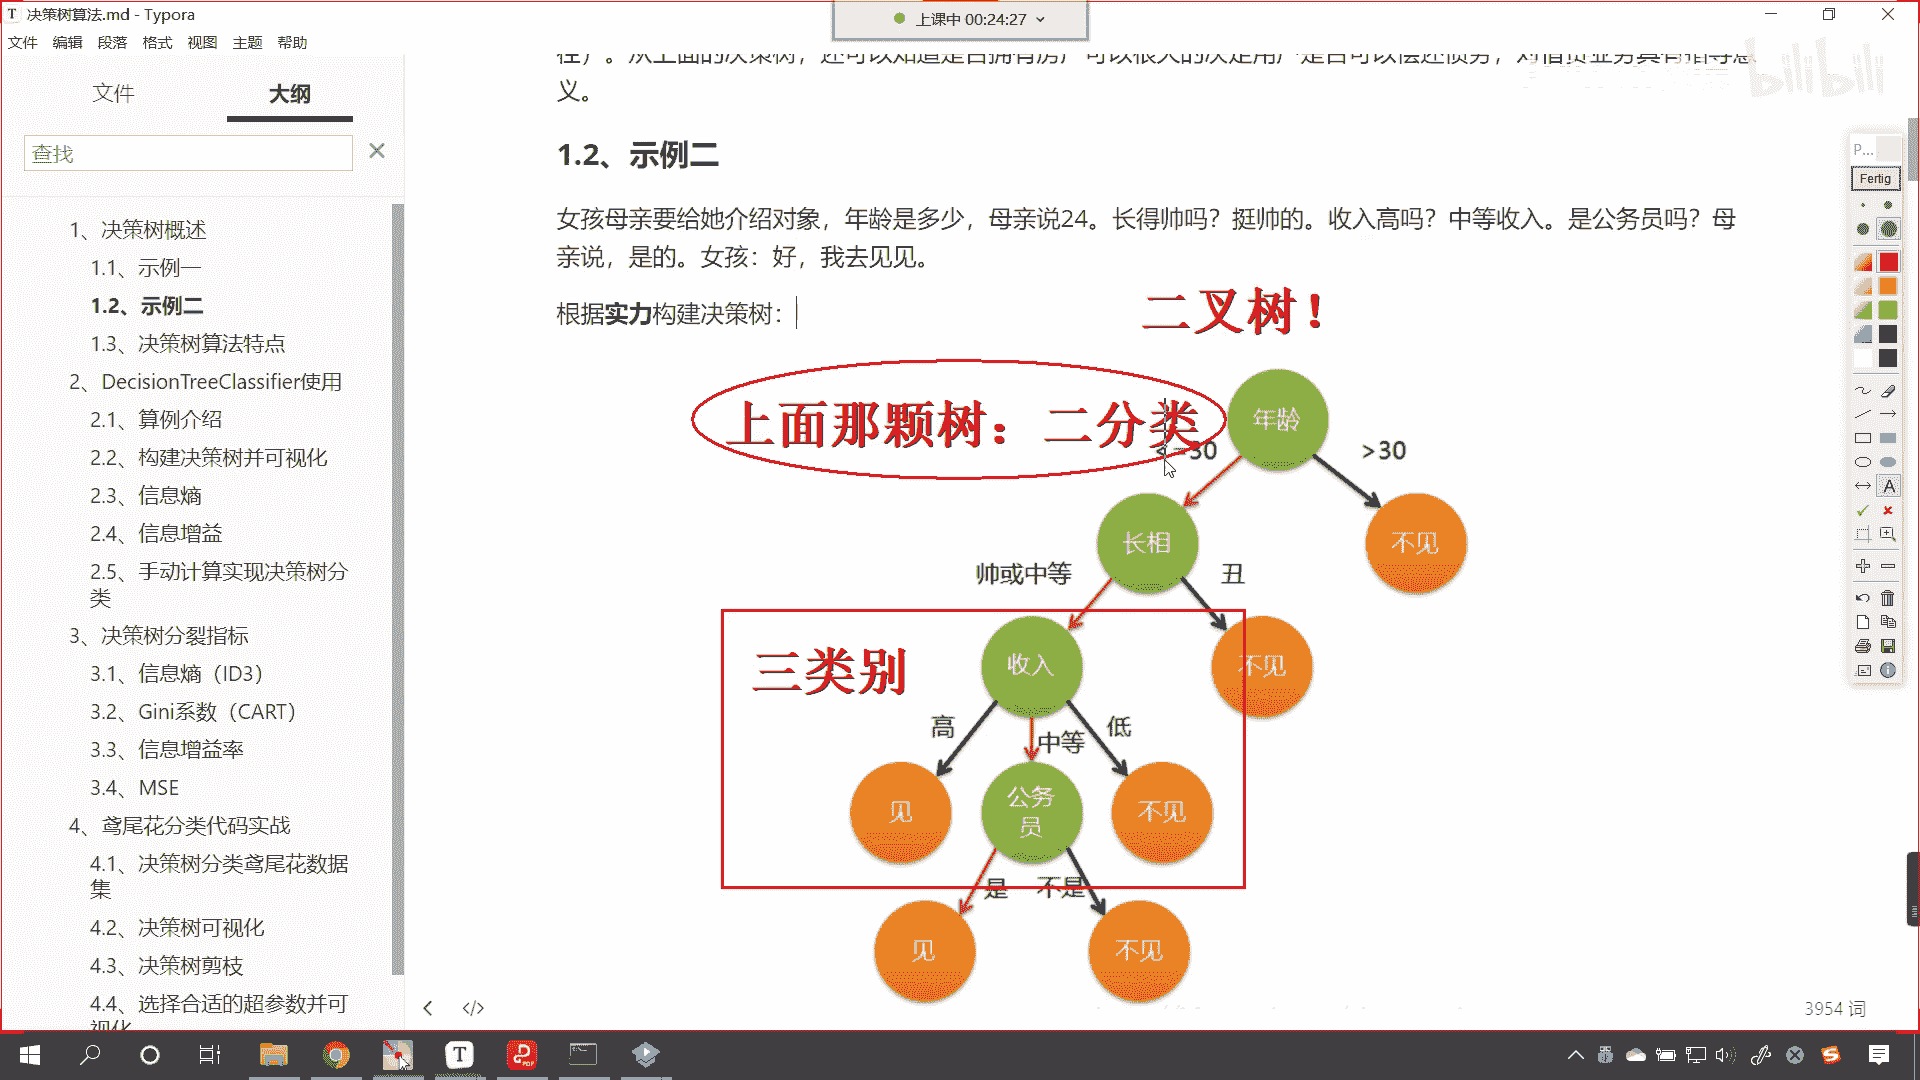 决策树算法.md - Typora
上课中 00:24:27
文件 编辑 段落 格式 视图 主题 帮助
文件 大纲
查找
1、决策树概述
1.1、示例一
1.2、示例二
1.3、决策树算法特点
2、DecisionTreeClassifier使用
2.1、算例介绍
2.2、构建决策树并可视化
2.3、信息熵
2.4、信息增益
2.5、手动计算实现决策树分
类
3、决策树分裂指标
3.1、信息熵（ID3）
3.2、Gini系数（CART）
3.3、信息增益率
3.4、MSE
4、鸢尾花分类代码实战
4.1、决策树分类鸢尾花数据
集
4.2、决策树可视化
4.3、决策树剪枝
4.4、选择合适的超参数并可
视化
义。
bilibili
1.2、示例二
女孩母亲要给她介绍对象，年龄是多少，母亲说24。长得帅吗？挺帅的。收入高吗？中等收入。是公务员吗？母
亲说，是的。女孩：好，我去见见。
根据实力构建决策树：
二叉树！
上面那颗树：二分类
年龄
30 >30
长相 不见
帅或中等 丑
三类别
收入 不见
高 中等 低
见 公务
员 不见
是 不是
见 不见
3954 词
P...
Fertig